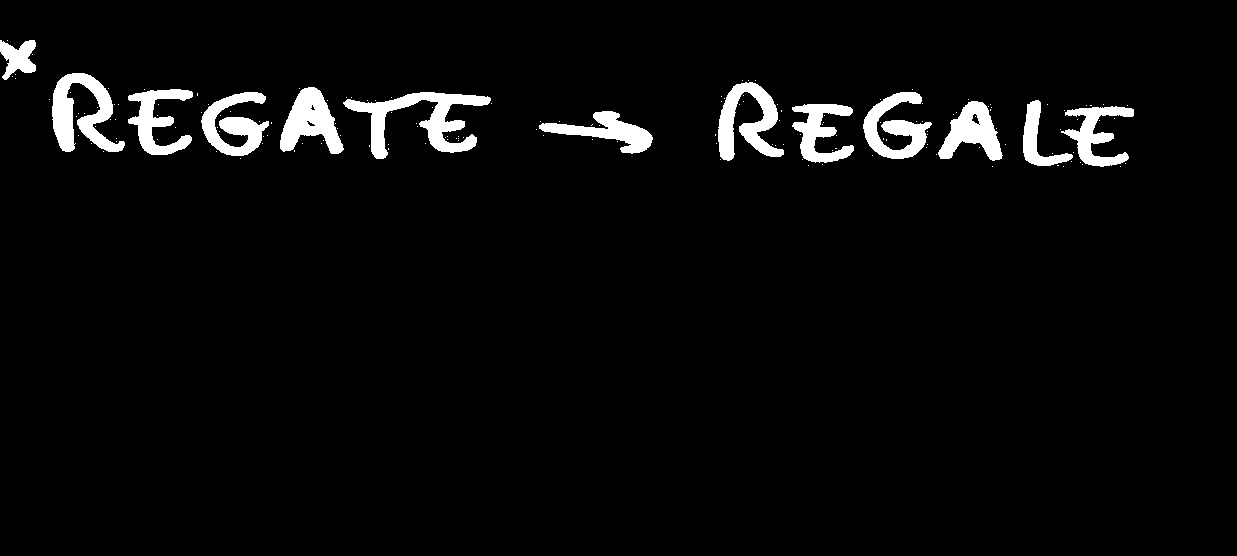 × REGATE → REGALE